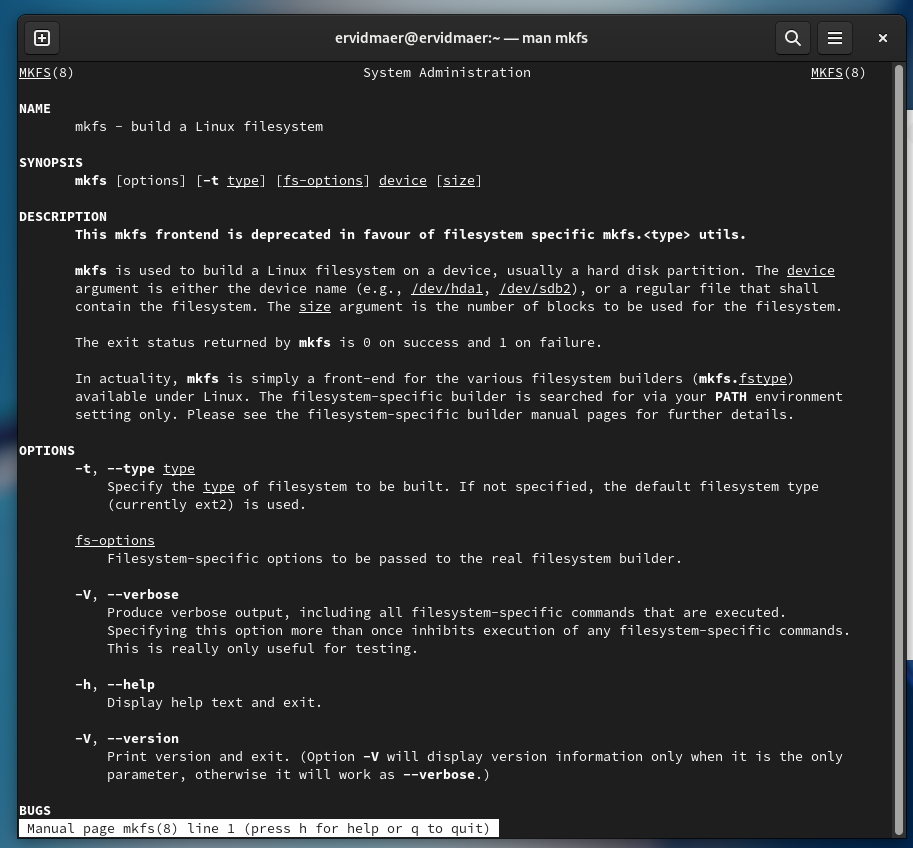 ervidmaer@ervidmaer:~ — man mkfs
MKFS(8) System Administration MKFS(8)
NAME
mkfs - build a Linux filesystem
SYNOPSIS
mkfs [options] [-t type] [fs-options] device [size]
DESCRIPTION
This mkfs frontend is deprecated in favour of filesystem specific mkfs.<type> utils.
mkfs is used to build a Linux filesystem on a device, usually a hard disk partition. The device
argument is either the device name (e.g., /dev/hda1, /dev/sdb2), or a regular file that shall
contain the filesystem. The size argument is the number of blocks to be used for the filesystem.
The exit status returned by mkfs is 0 on success and 1 on failure.
In actuality, mkfs is simply a front-end for the various filesystem builders (mkfs.fstype)
available under Linux. The filesystem-specific builder is searched for via your PATH environment
setting only. Please see the filesystem-specific builder manual pages for further details.
OPTIONS
-t, --type type
Specify the type of filesystem to be built. If not specified, the default filesystem type
(currently ext2) is used.
fs-options
Filesystem-specific options to be passed to the real filesystem builder.
-V, --verbose
Produce verbose output, including all filesystem-specific commands that are executed.
Specifying this option more than once inhibits execution of any filesystem-specific commands.
This is really only useful for testing.
-h, --help
Display help text and exit.
-V, --version
Print version and exit. (Option -V will display version information only when it is the only
parameter, otherwise it will work as --verbose.)
BUGS
Manual page mkfs(8) line 1 (press h for help or q to quit)